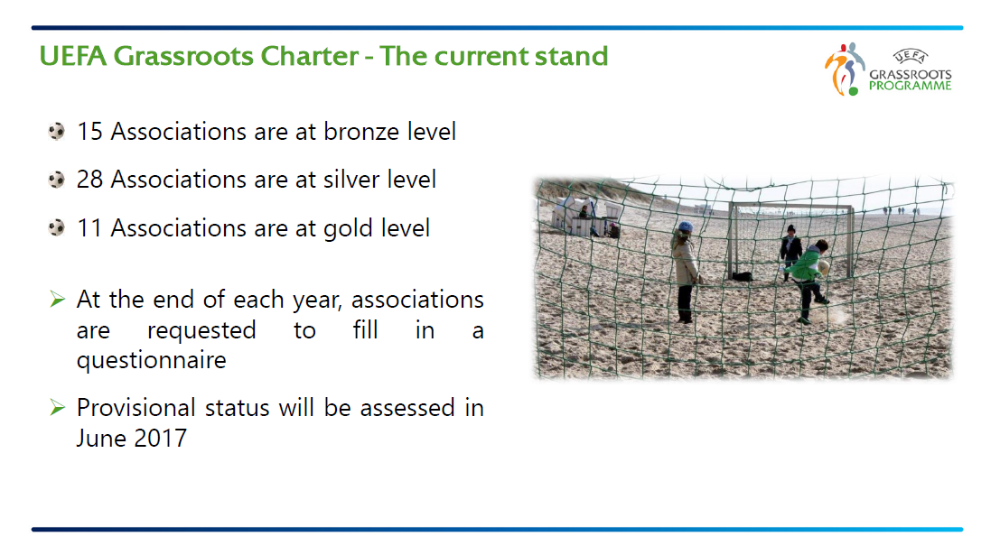 UEFA Grassroots Charter - The current stand
UEFA
GRASSROOTS
PROGRAMME
15 Associations are at bronze level
28 Associations are at silver level
11 Associations are at gold level
At the end of each year, associations
are requested to fill in a
questionnaire
Provisional status will be assessed in
June 2017